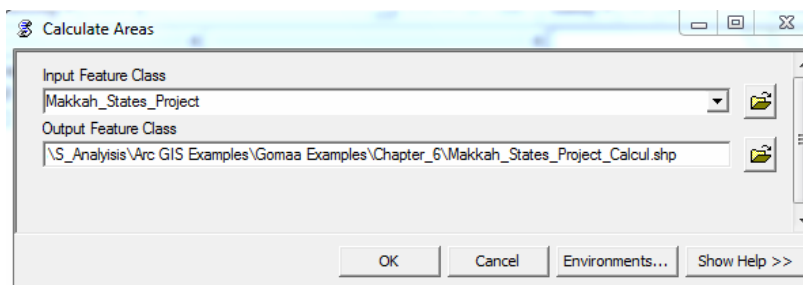 Calculate Areas
Input Feature Class
Makkah_States_Project
Output Feature Class
\S_Analyisis\Arc GIS Examples\Gomaa Examples\Chapter_6\Makkah_States_Project_Calcul.shp
OK Cancel Environments... Show Help >>